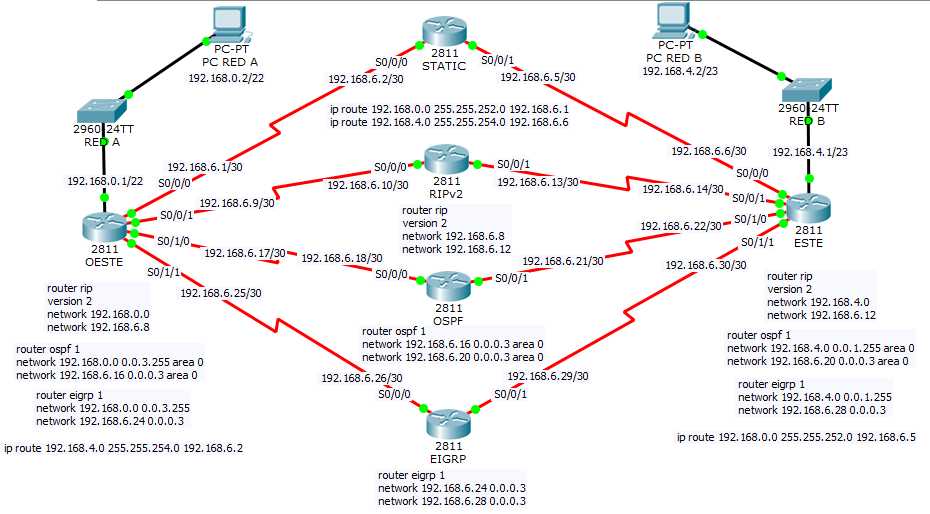 PC-PT
PC RED A
192.168.0.2/22
2811
STATIC
S0/0/0
S0/0/1
192.168.6.2/30
192.168.6.5/30
PC-PT
PC RED B
192.168.4.2/23
ip route 192.168.0.0 255.255.252.0 192.168.6.1
ip route 192.168.4.0 255.255.254.0 192.168.6.6
2960-24TT
RED A
2960-24TT
RED B
192.168.4.1/23
192.168.0.1/22
192.168.6.1/30
S0/0/0
192.168.6.6/30
S0/0/0
S0/0/0
2811
RIPv2
S0/0/1
192.168.6.10/30
192.168.6.13/30
192.168.6.14/30
S0/0/1
192.168.6.9/30
S0/0/1
2811
OESTE
router rip
version 2
network 192.168.6.8
network 192.168.6.12
192.168.6.22/30
S0/1/0
2811
ESTE
S0/1/0
192.168.6.17/30
192.168.6.18/30
S0/0/0
2811
OSPF
S0/0/1
192.168.6.21/30
S0/1/1
192.168.6.30/30
S0/1/1
192.168.6.25/30
router rip
version 2
network 192.168.0.0
network 192.168.6.8
router rip
version 2
network 192.168.4.0
network 192.168.6.12
router ospf 1
network 192.168.0.0 0.0.3.255 area 0
network 192.168.6.16 0.0.0.3 area 0
router ospf 1
network 192.168.6.16 0.0.0.3 area 0
network 192.168.6.20 0.0.0.3 area 0
router ospf 1
network 192.168.4.0 0.0.1.255 area 0
network 192.168.6.20 0.0.0.3 area 0
router eigrp 1
network 192.168.0.0 0.0.3.255
network 192.168.6.24 0.0.0.3
192.168.6.26/30
S0/0/0
192.168.6.29/30
S0/0/1
router eigrp 1
network 192.168.4.0 0.0.1.255
network 192.168.6.28 0.0.0.3
ip route 192.168.4.0 255.255.254.0 192.168.6.2
2811
EIGRP
ip route 192.168.0.0 255.255.252.0 192.168.6.5
router eigrp 1
network 192.168.6.24 0.0.0.3
network 192.168.6.28 0.0.0.3